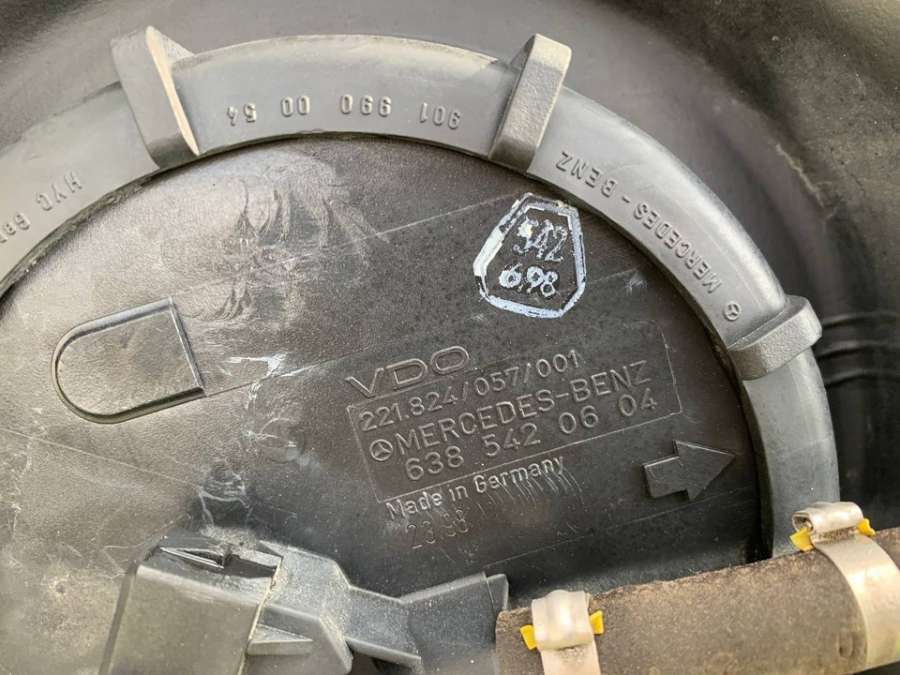 MERCEDES-BENZ
901 990 00 54
542
6.98
VDO
221.824/057/001
MERCEDES-BENZ
638 542 06 04
Made in Germany